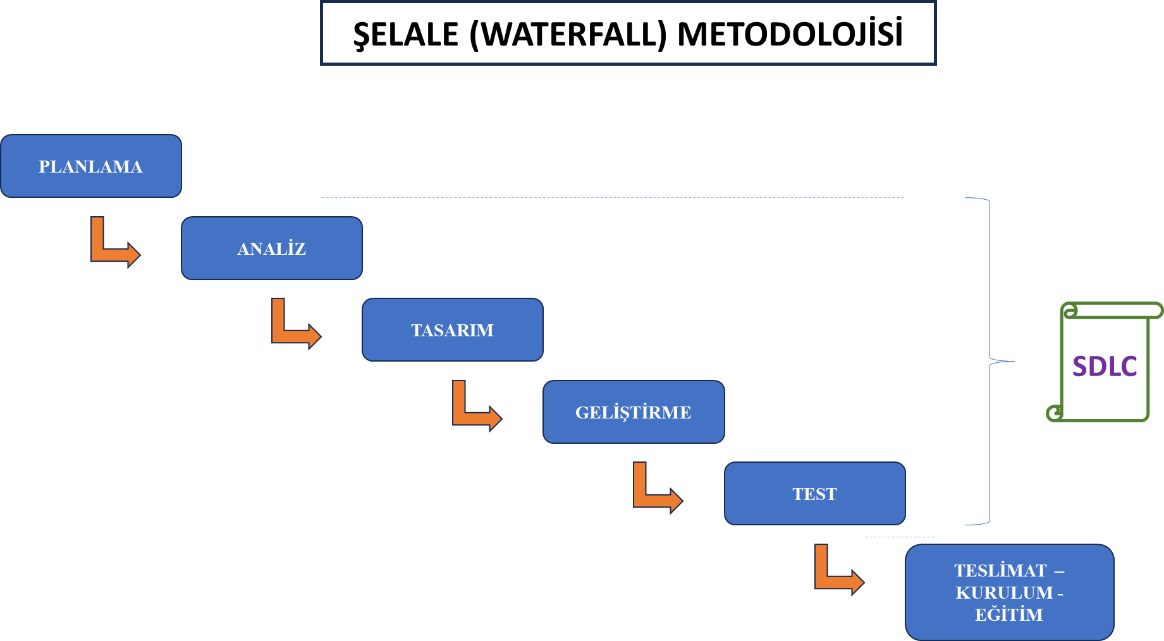 ŞELALE (WATERFALL) METODOLOJİSİ
PLANLAMA
ANALİZ
TASARIM
GELİŞTİRME
TEST
TESLİMAT –
KURULUM -
EĞİTİM
SDLC